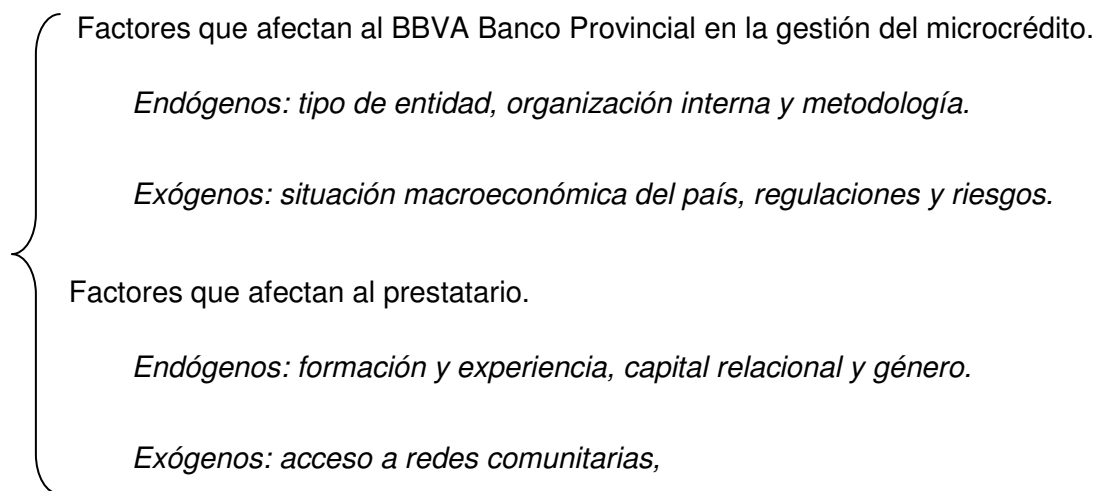 Factores que afectan al BBVA Banco Provincial en la gestión del microcrédito.
Endógenos: tipo de entidad, organización interna y metodología.
Exógenos: situación macroeconómica del país, regulaciones y riesgos.
Factores que afectan al prestatario.
Endógenos: formación y experiencia, capital relacional y género.
Exógenos: acceso a redes comunitarias,